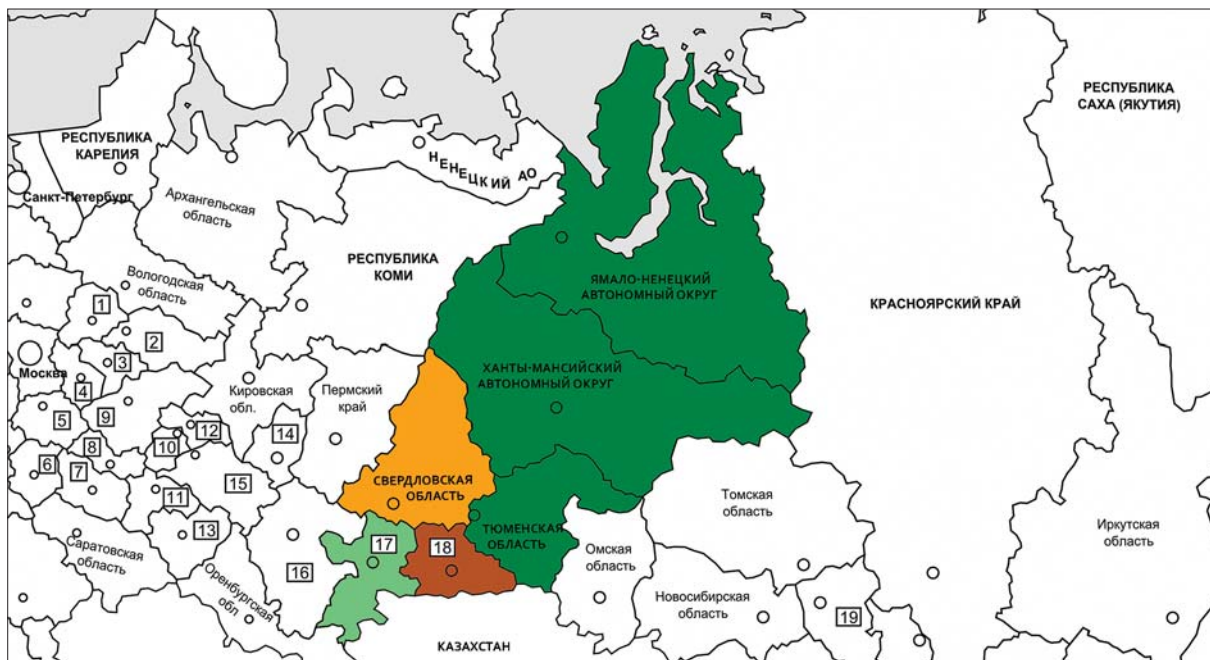 РЕСПУБЛИКА
САХА (ЯКУТИЯ)
РЕСПУБЛИКА
КАРЕЛИЯ
НЕНЕЦКИЙ АО
Санкт-Петербург
Архангельская
область
РЕСПУБЛИКА
КОМИ
Вологодская
область
ЯМАЛО-НЕНЕЦКИЙ
АВТОНОМНЫЙ ОКРУГ
КРАСНОЯРСКИЙ КРАЙ
1
2
3
Москва
4
ХАНТЫ-МАНСИЙСКИЙ
АВТОНОМНЫЙ ОКРУГ
Кировская
обл.
Пермский
край
5
9
12
14
8
10
6
7
11
15
13
СВЕРДЛОВСКАЯ
ОБЛАСТЬ
Томская
область
ТЮМЕНСКАЯ
ОБЛАСТЬ
Иркутская
область
Саратовская
область
17
18
Омская
область
16
Оренбургская
обл.
Новосибирская
область
19
КАЗАХСТАН